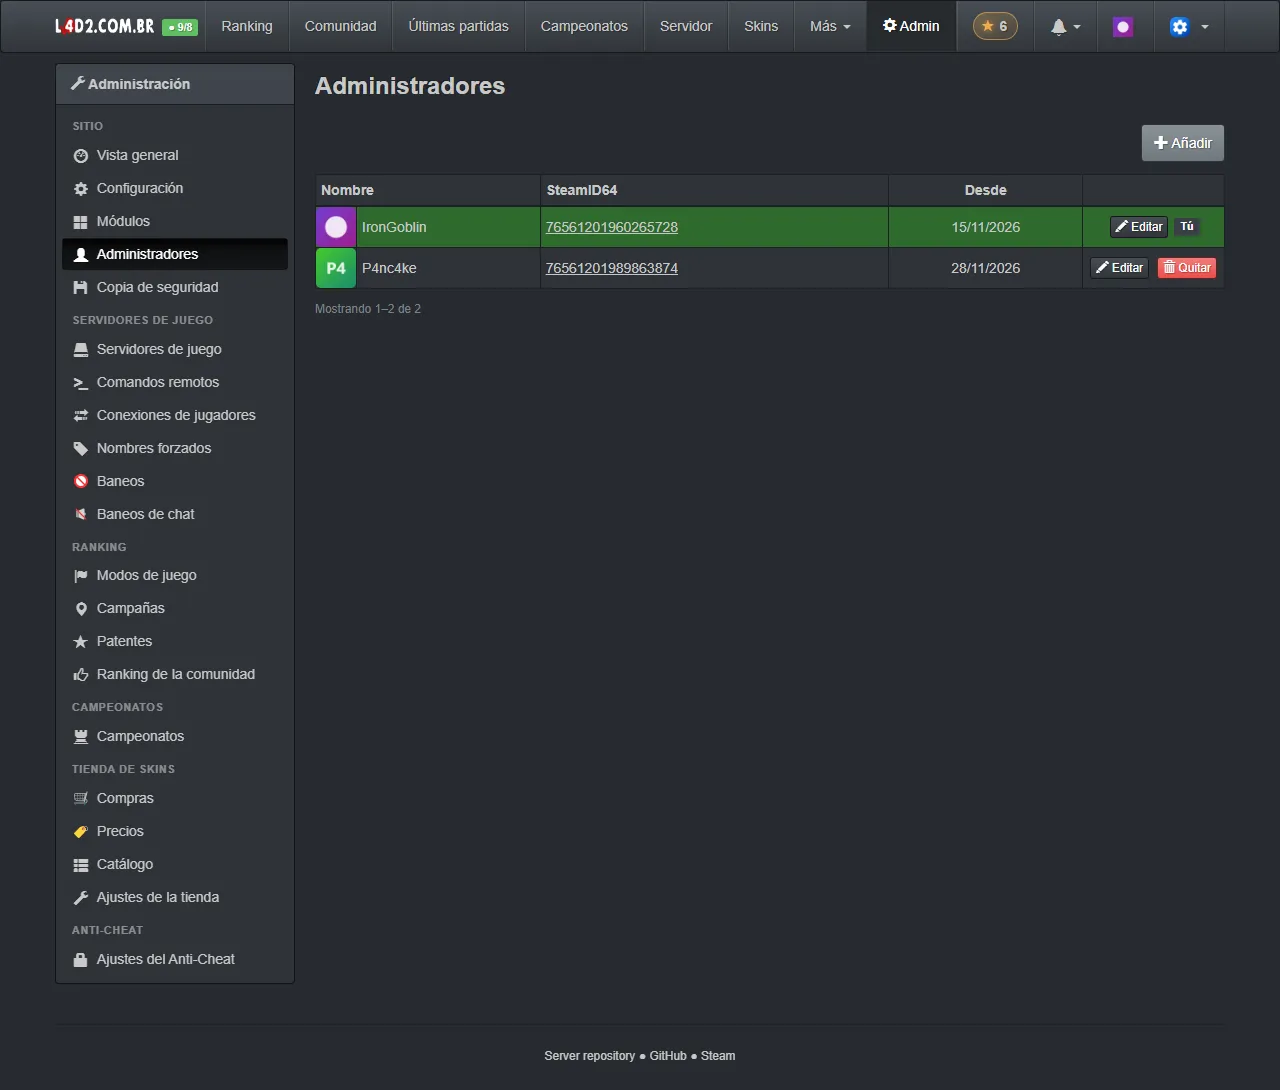 L4D2.COM.BR ● 9/8 Ranking Comunidad Últimas partidas Campeonatos Servidor Skins Más Admin ★ 6
Administración
SITIO
Vista general
Configuración
Módulos
Administradores
Copia de seguridad
SERVIDORES DE JUEGO
Servidores de juego
Comandos remotos
Conexiones de jugadores
Nombres forzados
Baneos
Baneos de chat
RANKING
Modos de juego
Campañas
Patentes
Ranking de la comunidad
CAMPEONATOS
Campeonatos
TIENDA DE SKINS
Compras
Precios
Catálogo
Ajustes de la tienda
ANTI-CHEAT
Ajustes del Anti-Cheat
Administradores
Añadir
Nombre SteamID64 Desde
IronGoblin 76561201960265728 15/11/2026 Editar Tú
P4 P4nc4ke 76561201989863874 28/11/2026 Editar Quitar
Mostrando 1–2 de 2
Server repository ● GitHub ● Steam